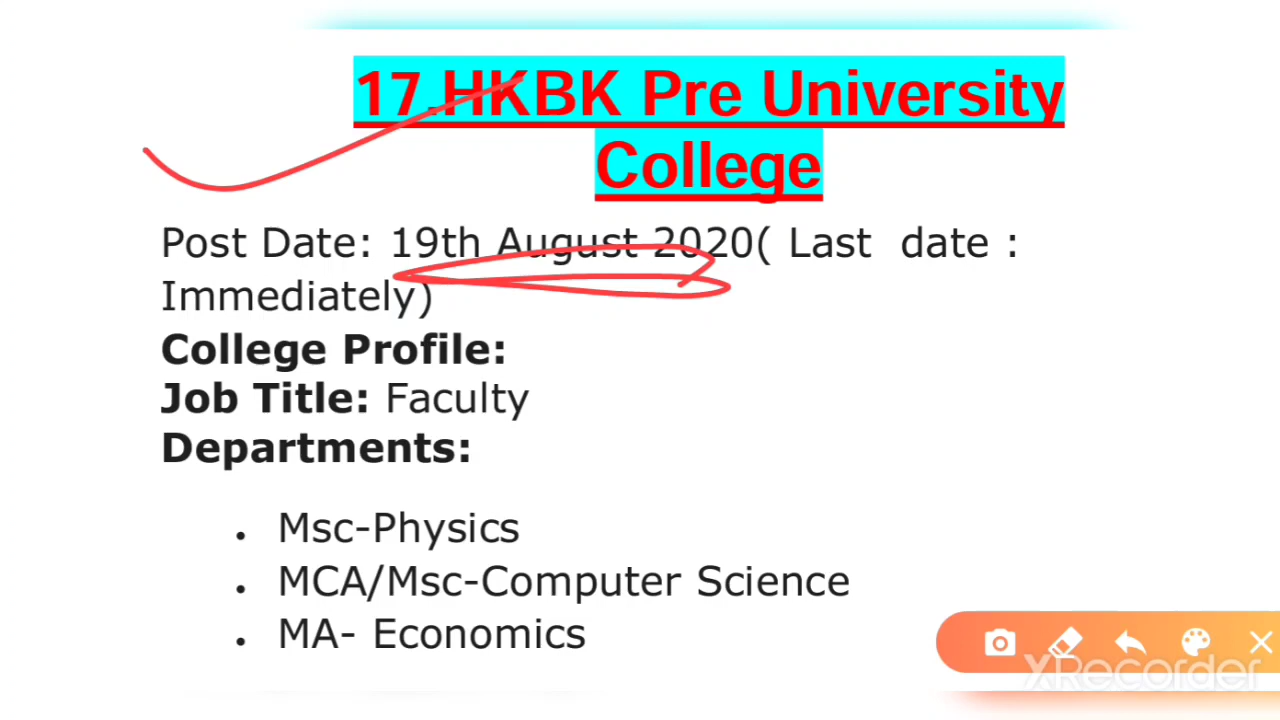 17.HKBK Pre University
College
Post Date: 19th August 2020( Last date :
Immediately)
College Profile:
Job Title: Faculty
Departments:
• Msc-Physics
• MCA/Msc-Computer Science
• MA- Economics
XRecorder